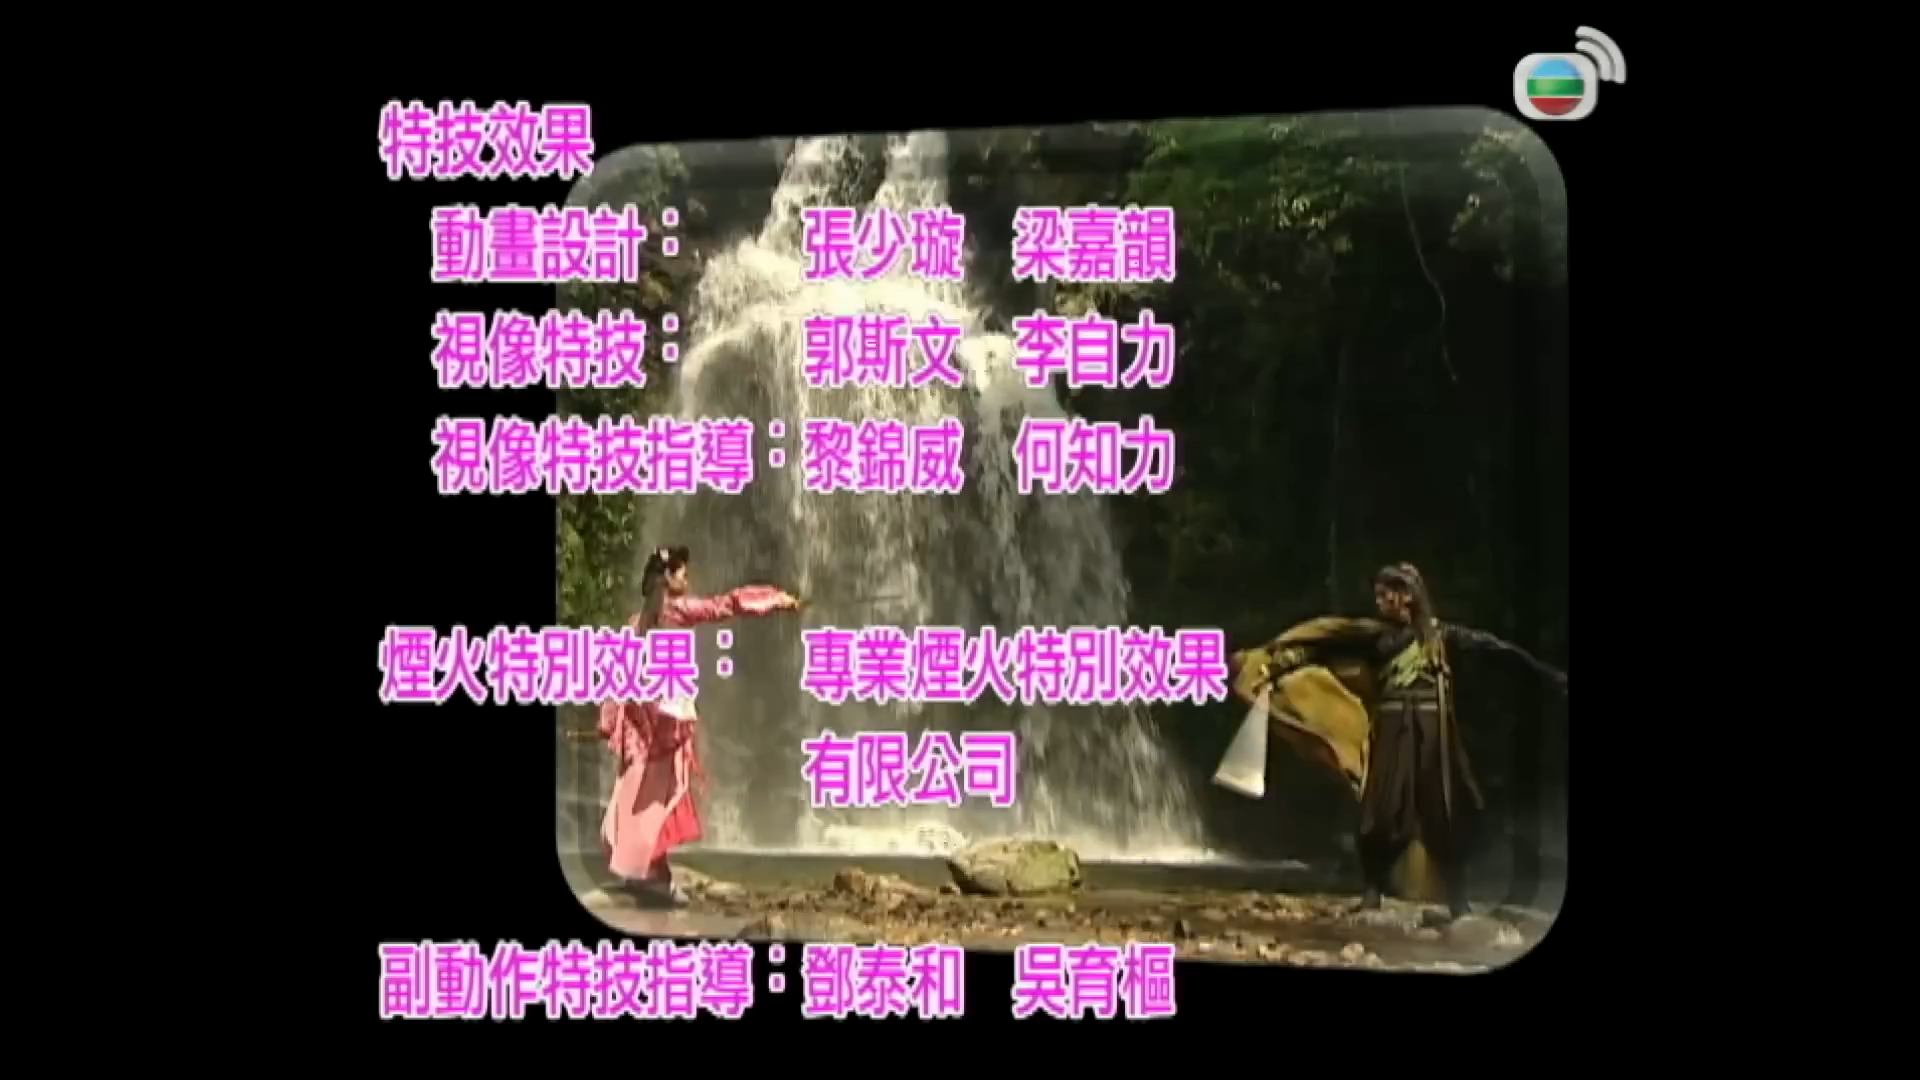 特技效果
動畫設計：　張少璇　梁嘉韻
視像特技：　郭斯文　李自力
視像特技指導：黎錦威　何知力
煙火特別效果：　專業煙火特別效果
有限公司
副動作特技指導：鄧泰和　吳育樞